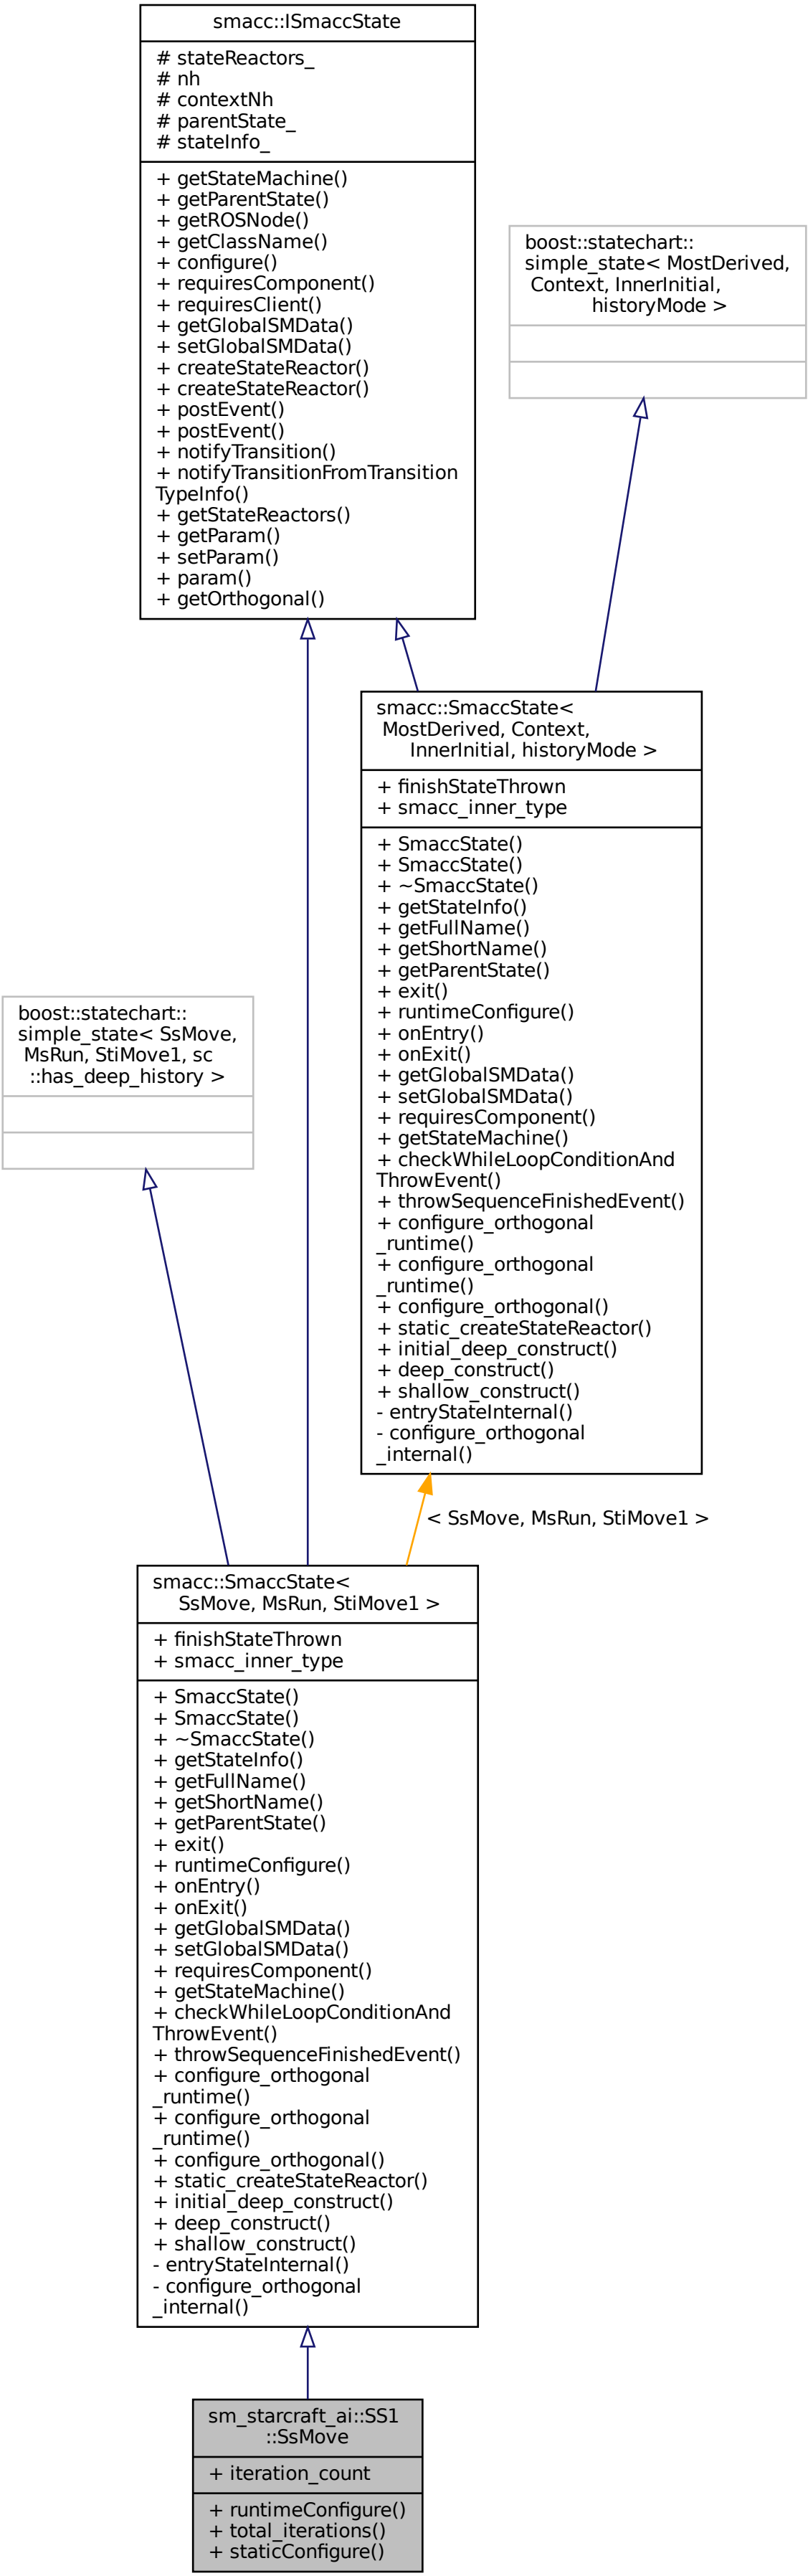 smacc::ISmaccState
# stateReactors_
# nh
# contextNh
# parentState_
# stateInfo_
+ getStateMachine()
+ getParentState()
+ getROSNode()
+ getClassName()
+ configure()
+ requiresComponent()
+ requiresClient()
+ getGlobalSMData()
+ setGlobalSMData()
+ createStateReactor()
+ createStateReactor()
+ postEvent()
+ postEvent()
+ notifyTransition()
+ notifyTransitionFromTransition
TypeInfo()
+ getStateReactors()
+ getParam()
+ setParam()
+ param()
+ getOrthogonal()
boost::statechart::
simple_state< MostDerived,
Context, InnerInitial,
historyMode >
smacc::SmaccState<
MostDerived, Context,
InnerInitial, historyMode >
+ finishStateThrown
+ smacc_inner_type
+ SmaccState()
+ SmaccState()
+ ~SmaccState()
+ getStateInfo()
+ getFullName()
+ getShortName()
+ getParentState()
+ exit()
+ runtimeConfigure()
+ onEntry()
+ onExit()
+ getGlobalSMData()
+ setGlobalSMData()
+ requiresComponent()
+ getStateMachine()
+ checkWhileLoopConditionAnd
ThrowEvent()
+ throwSequenceFinishedEvent()
+ configure_orthogonal
_runtime()
+ configure_orthogonal
_runtime()
+ configure_orthogonal()
+ static_createStateReactor()
+ initial_deep_construct()
+ deep_construct()
+ shallow_construct()
- entryStateInternal()
- configure_orthogonal
_internal()
boost::statechart::
simple_state< SsMove,
MsRun, StiMove1, sc
::has_deep_history >
< SsMove, MsRun, StiMove1 >
smacc::SmaccState<
SsMove, MsRun, StiMove1 >
+ finishStateThrown
+ smacc_inner_type
+ SmaccState()
+ SmaccState()
+ ~SmaccState()
+ getStateInfo()
+ getFullName()
+ getShortName()
+ getParentState()
+ exit()
+ runtimeConfigure()
+ onEntry()
+ onExit()
+ getGlobalSMData()
+ setGlobalSMData()
+ requiresComponent()
+ getStateMachine()
+ checkWhileLoopConditionAnd
ThrowEvent()
+ throwSequenceFinishedEvent()
+ configure_orthogonal
_runtime()
+ configure_orthogonal
_runtime()
+ configure_orthogonal()
+ static_createStateReactor()
+ initial_deep_construct()
+ deep_construct()
+ shallow_construct()
- entryStateInternal()
- configure_orthogonal
_internal()
sm_starcraft_ai::SS1
::SsMove
+ iteration_count
+ runtimeConfigure()
+ total_iterations()
+ staticConfigure()